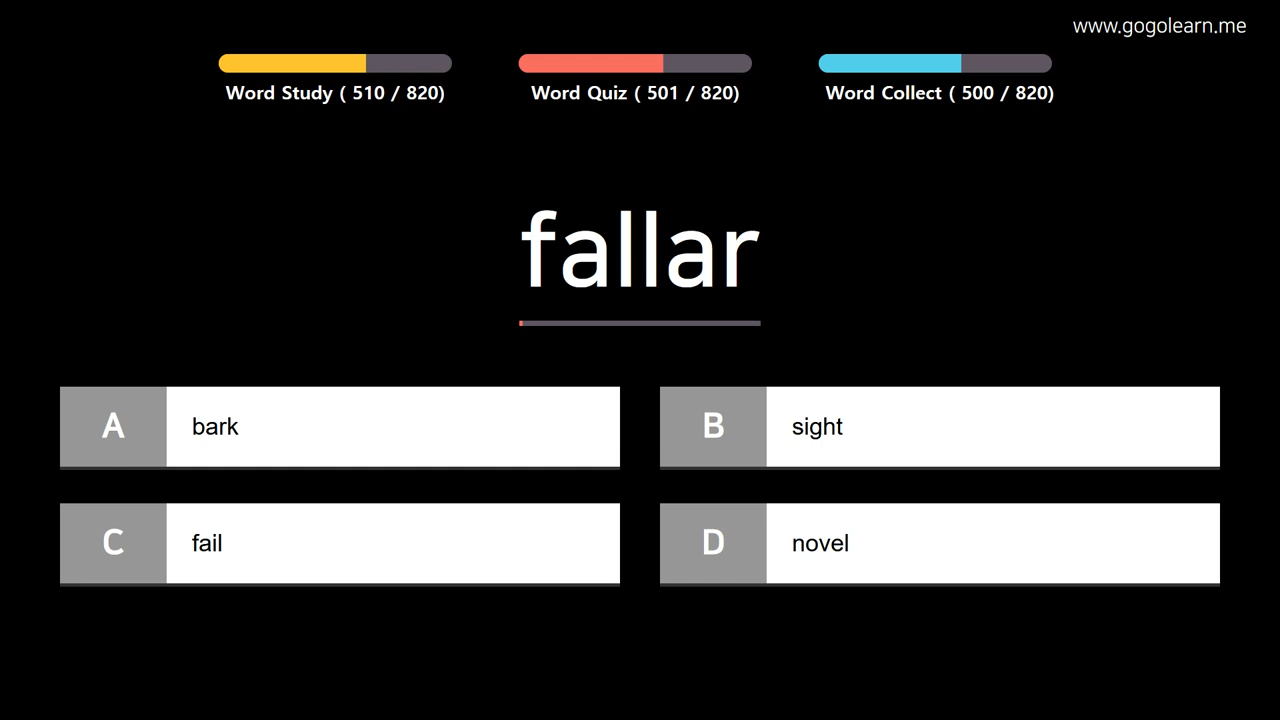 www.gogolearn.me
Word Study ( 510 / 820)
Word Quiz ( 501 / 820)
Word Collect ( 500 / 820)
fallar
A
bark
B
sight
C
fail
D
novel